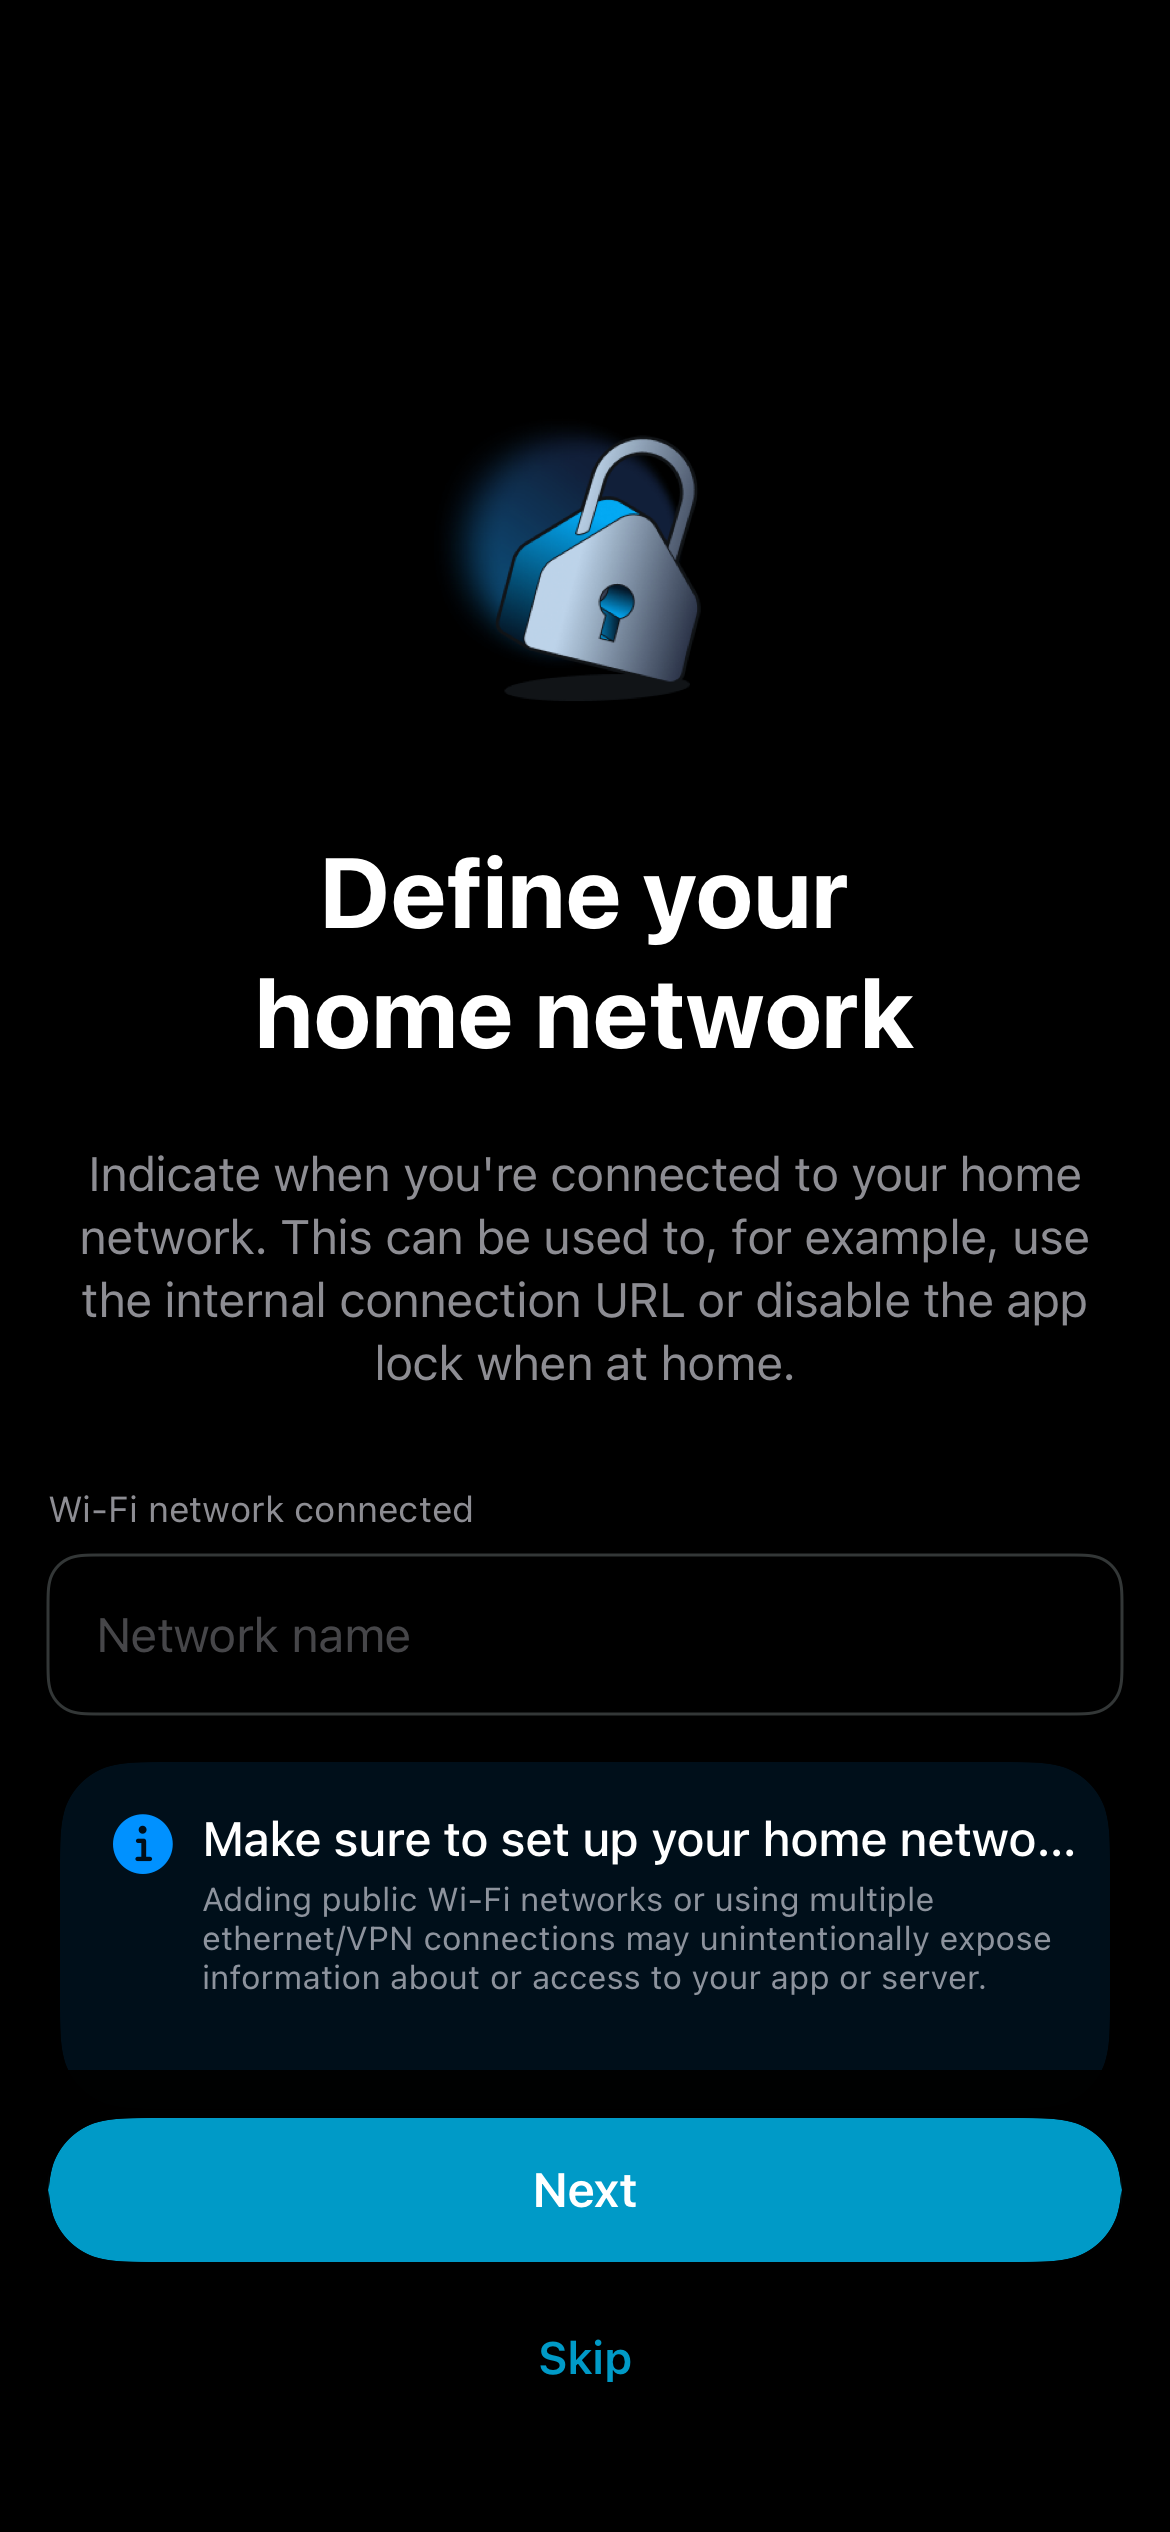 Define your
home network
Indicate when you're connected to your home
network. This can be used to, for example, use
the internal connection URL or disable the app
lock when at home.
Wi-Fi network connected
Network name
Make sure to set up your home netwo...
Adding public Wi-Fi networks or using multiple
ethernet/VPN connections may unintentionally expose
information about or access to your app or server.
Next
Skip